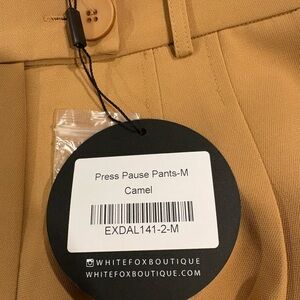 Press Pause Pants-M
Camel
EXDAL141-2-M
WHITEFOXBOUTIQUE
WHITEFOXBOUTIQUE.COM